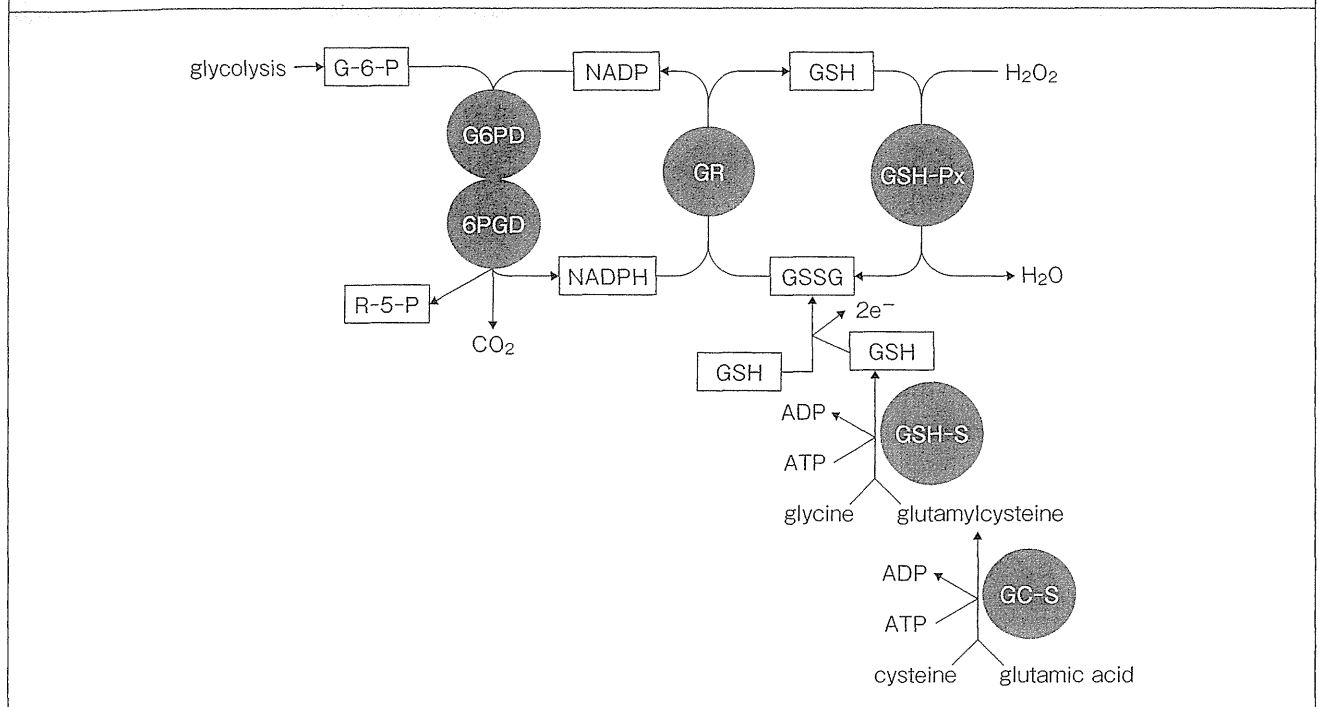 glycolysis G-6-P NADP GSH H₂O₂
G6PD
GR GSH-Px
6PGD
NADPH GSSG H₂O
R-5-P
2e⁻
CO₂
GSH
GSH
ADP
GSH-S
ATP
glycine glutamylcysteine
ADP
GC-S
ATP
cysteine glutamic acid